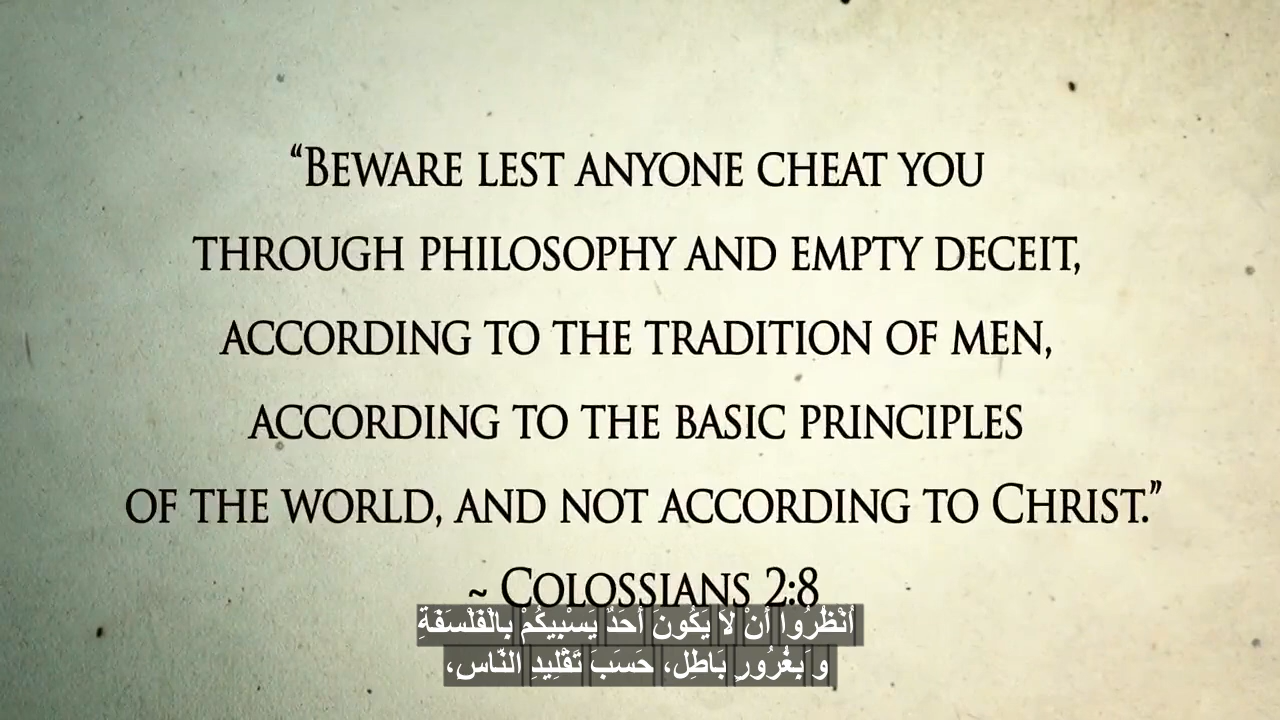 “Beware lest anyone cheat you
through philosophy and empty deceit,
according to the tradition of men,
according to the basic principles
of the world, and not according to Christ.”
~ Colossians 2:8
اُنْظُرُوا أَنْ لاَ يَكُونَ أَحَدٌ يَسْبِيكُمْ بِالْفَلْسَفَةِ
وَبِغُرُورٍ بَاطِل، حَسَبَ تَقْلِيدِ النَّاسِ،